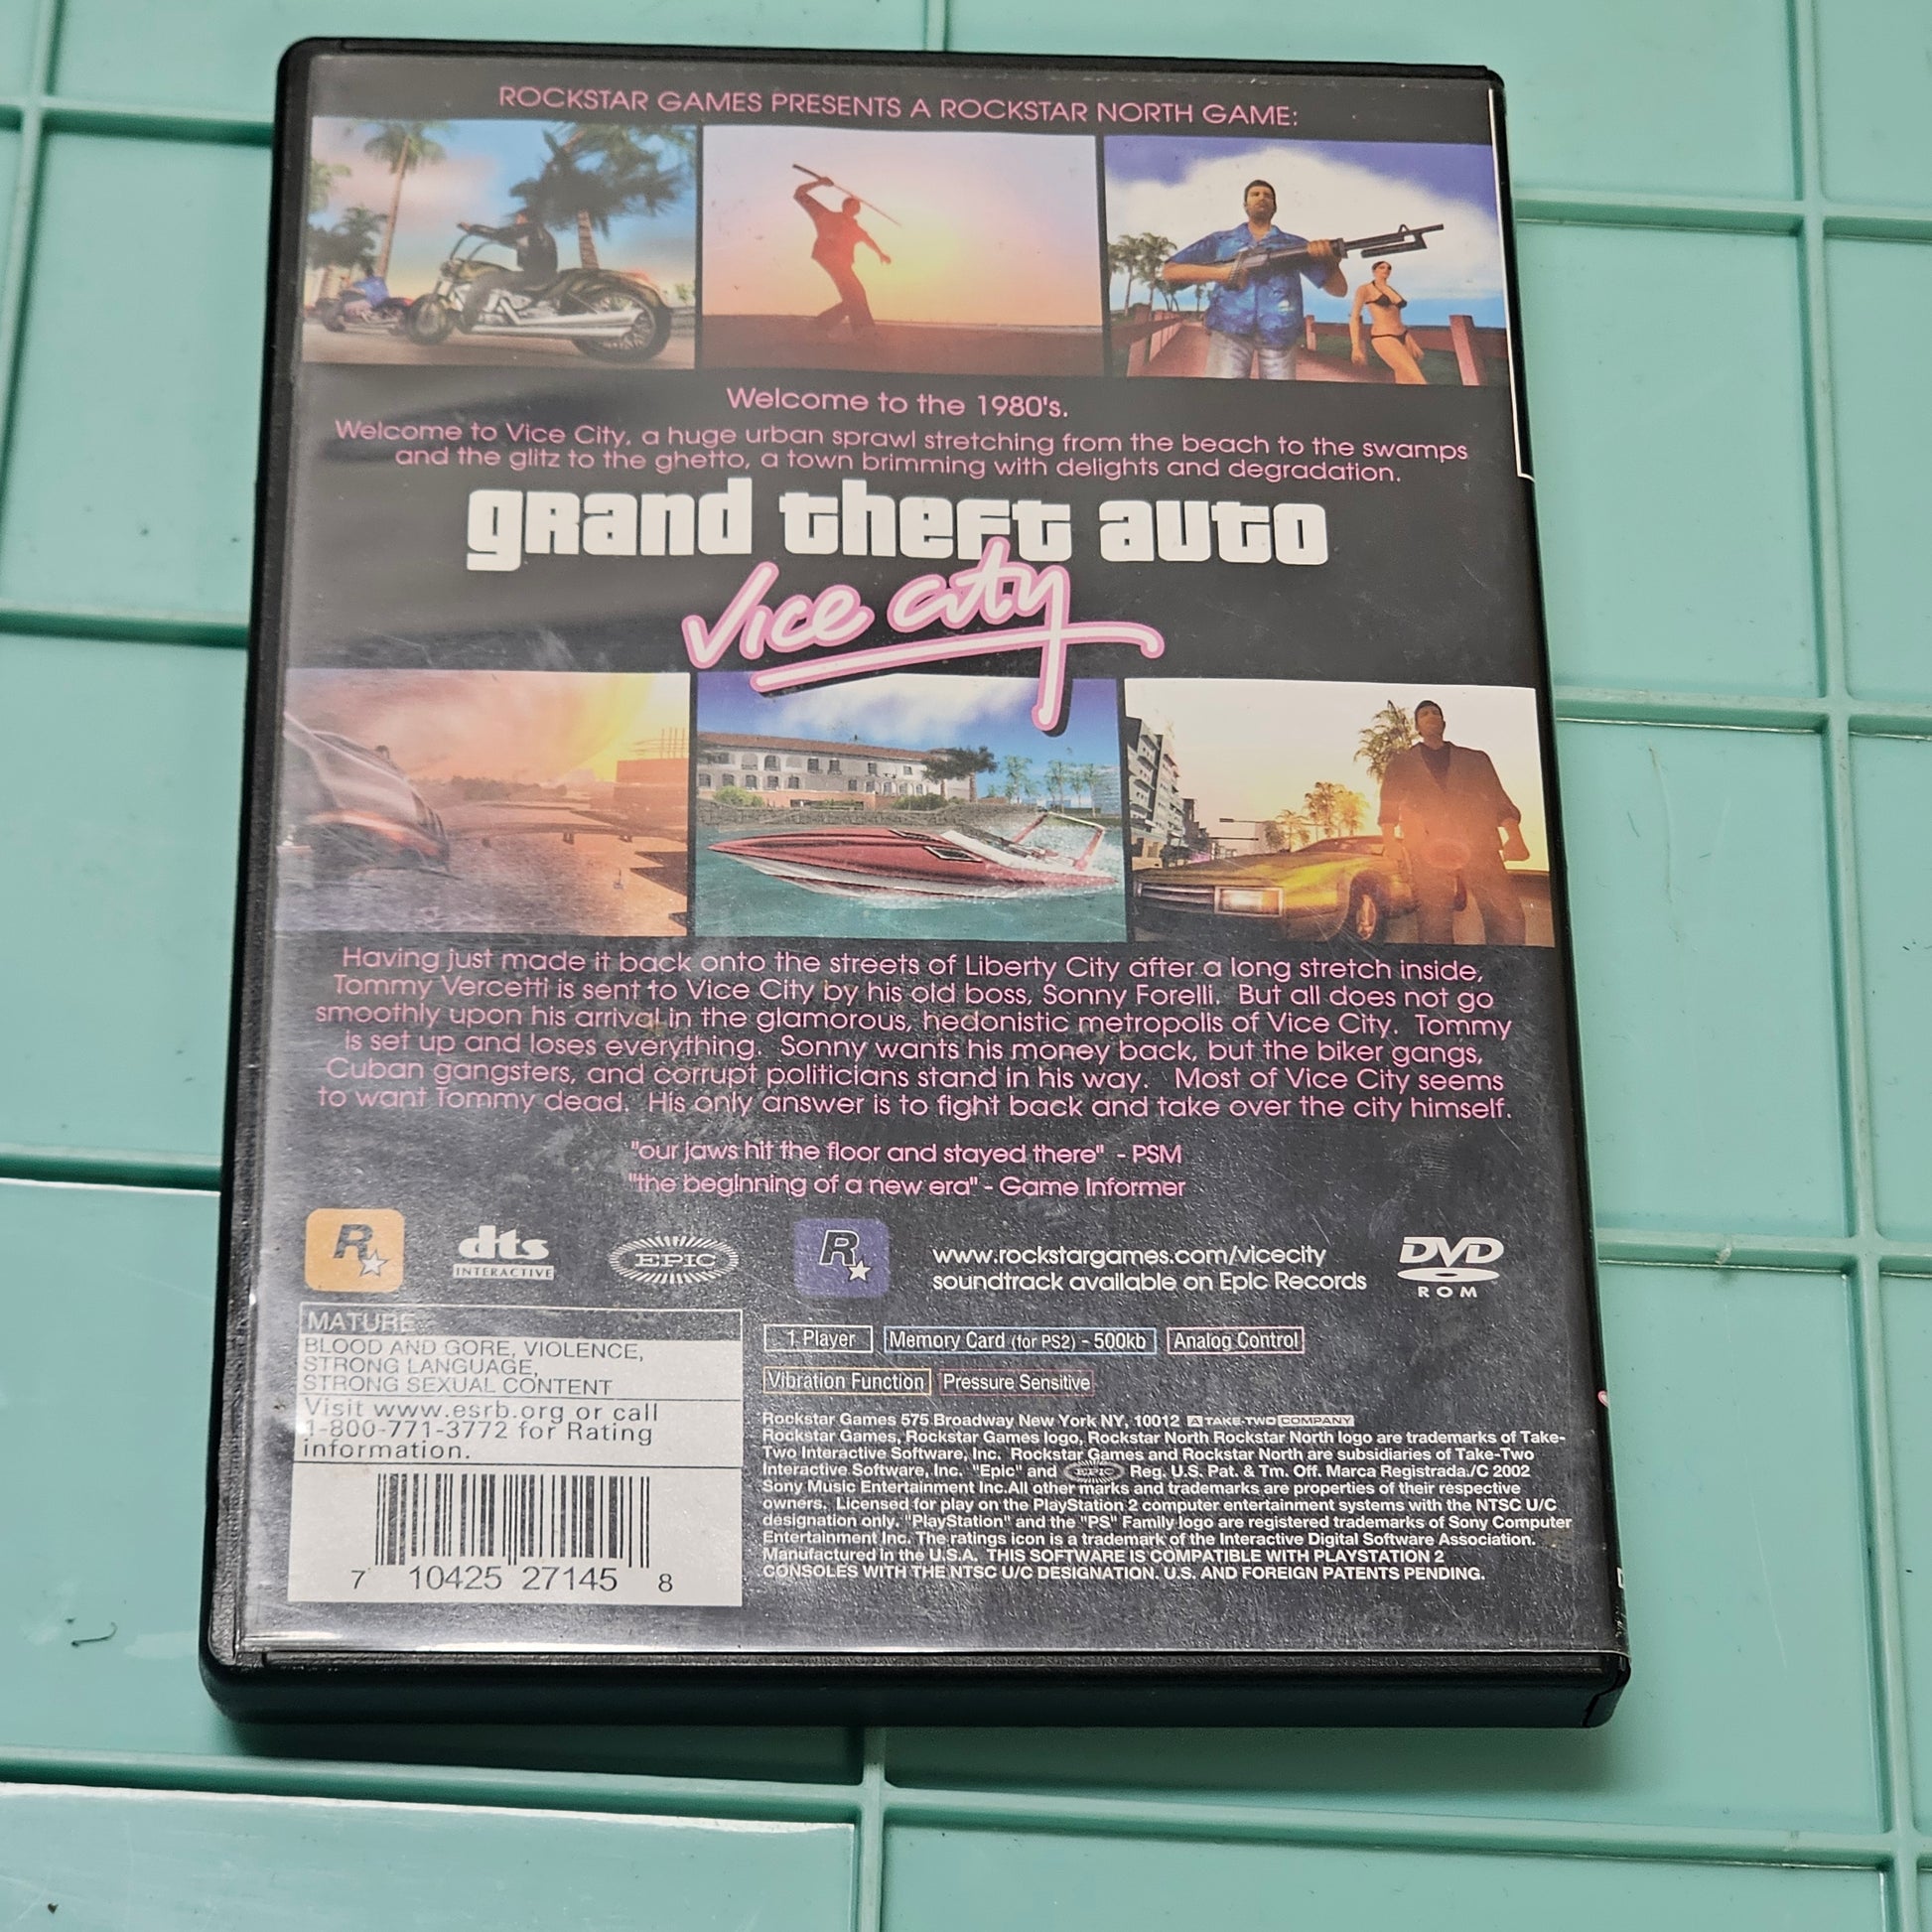 ROCKSTAR GAMES PRESENTS A ROCKSTAR NORTH GAME:
Welcome to the 1980's.
Welcome to Vice City, a huge urban sprawl stretching from the beach to the swamps
and the glitz to the ghetto, a town brimming with delights and degradation.
grand theft auto
Vice City
Having just made it back onto the streets of Liberty City after a long stretch inside,
Tommy Vercetti is sent to Vice City by his old boss, Sonny Forelli. But all does not go
smoothly upon his arrival in the glamorous, hedonistic metropolis of Vice City. Tommy
is set up and loses everything. Sonny wants his money back, but the biker gangs,
Cuban gangsters, and corrupt politicians stand in his way. Most of Vice City seems
to want Tommy dead. His only answer is to fight back and take over the city himself.
"our jaws hit the floor and stayed there" - PSM
"the beginning of a new era" - Game Informer
R
dts
INTERACTIVE
EPIC
R
www.rockstargames.com/vicecity
soundtrack available on Epic Records
DVD
ROM
MATURE
BLOOD AND GORE, VIOLENCE,
STRONG LANGUAGE,
STRONG SEXUAL CONTENT
Visit www.esrb.org or call
1-800-771-3772 for Rating
information.
7 10425 27145 8
1 Player
Memory Card (for PS2) - 500kb
Analog Control
Vibration Function
Pressure Sensitive
Rockstar Games 575 Broadway New York NY, 10012 A TAKE-TWO COMPANY
Rockstar Games, Rockstar Games logo, Rockstar North Rockstar North logo are trademarks of Take-
Two Interactive Software, Inc. Rockstar Games and Rockstar North are subsidiaries of Take-Two
Interactive Software, Inc. "Epic" and EPIC Reg. U.S. Pat. & Tm. Off. Marca Registrada./C 2002
Sony Music Entertainment Inc.All other marks and trademarks are properties of their respective
owners. Licensed for play on the PlayStation 2 computer entertainment systems with the NTSC U/C
designation only. "PlayStation" and the "PS" Family logo are registered trademarks of Sony Computer
Entertainment Inc. The ratings icon is a trademark of the Interactive Digital Software Association.
Manufactured in the U.S.A. THIS SOFTWARE IS COMPATIBLE WITH PLAYSTATION 2
CONSOLES WITH THE NTSC U/C DESIGNATION. U.S. AND FOREIGN PATENTS PENDING.